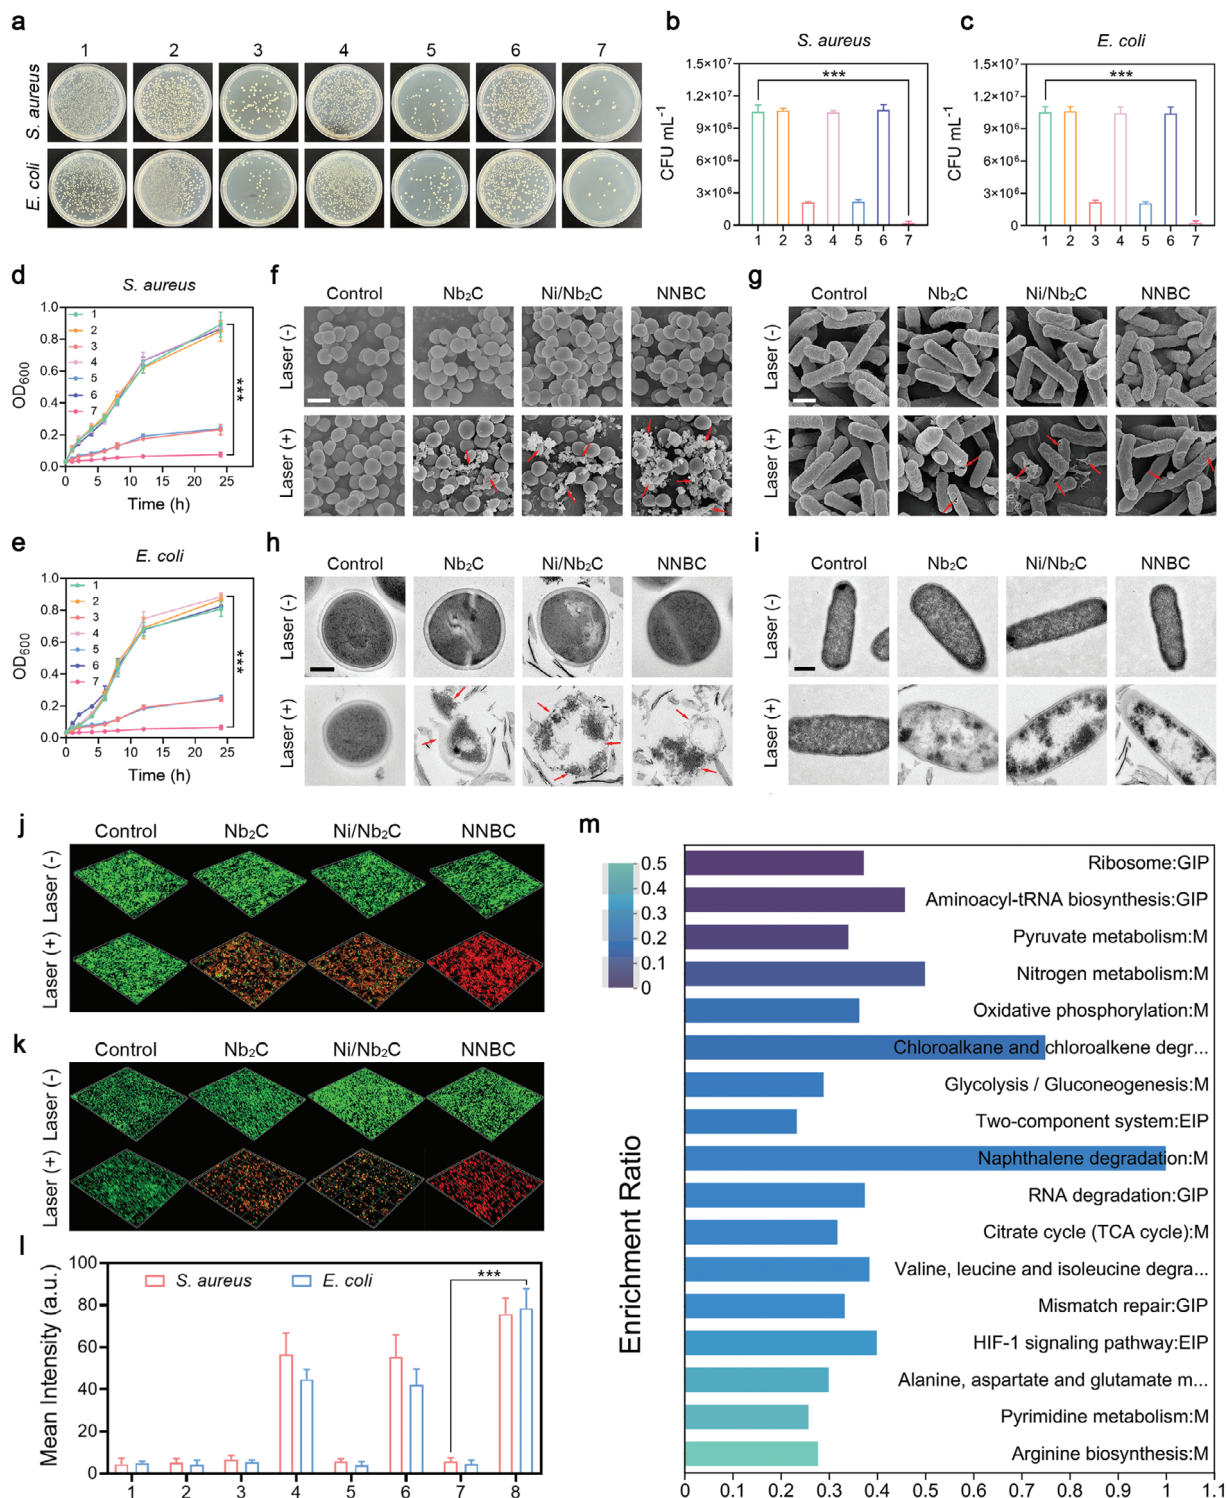 a
1 2 3 4 5 6 7
S. aureus
E. coli
b
S. aureus
1.5×10⁷
1.2×10⁷
9×10⁶
6×10⁶
3×10⁶
0
CFU mL⁻¹
***
1 2 3 4 5 6 7
c
E. coli
1.5×10⁷
1.2×10⁷
9×10⁶
6×10⁶
3×10⁶
0
CFU mL⁻¹
***
1 2 3 4 5 6 7
d
S. aureus
1.0
0.8
0.6
0.4
0.2
0.0
OD₆₀₀
1
2
3
4
5
6
7
***
0 5 10 15 20 25
Time (h)
e
E. coli
1.0
0.8
0.6
0.4
0.2
0.0
OD₆₀₀
1
2
3
4
5
6
7
***
0 5 10 15 20 25
Time (h)
f
Control Nb₂C Ni/Nb₂C NNBC
Laser (-)
Laser (+)
g
Control Nb₂C Ni/Nb₂C NNBC
Laser (-)
Laser (+)
h
Control Nb₂C Ni/Nb₂C NNBC
Laser (-)
Laser (+)
i
Control Nb₂C Ni/Nb₂C NNBC
Laser (-)
Laser (+)
j
Control Nb₂C Ni/Nb₂C NNBC
Laser (-)
Laser (+)
k
Control Nb₂C Ni/Nb₂C NNBC
Laser (-)
Laser (+)
l
100
80
60
40
20
0
Mean Intensity (a.u.)
S. aureus E. coli
***
1 2 3 4 5 6 7 8
m
0.5
0.4
0.3
0.2
0.1
0
Enrichment Ratio
Ribosome:GIP
Aminoacyl-tRNA biosynthesis:GIP
Pyruvate metabolism:M
Nitrogen metabolism:M
Oxidative phosphorylation:M
Chloroalkane and chloroalkene degr...
Glycolysis / Gluconeogenesis:M
Two-component system:EIP
Naphthalene degradation:M
RNA degradation:GIP
Citrate cycle (TCA cycle):M
Valine, leucine and isoleucine degra...
Mismatch repair:GIP
HIF-1 signaling pathway:EIP
Alanine, aspartate and glutamate m...
Pyrimidine metabolism:M
Arginine biosynthesis:M
0 0.1 0.2 0.3 0.4 0.5 0.6 0.7 0.8 0.9 1 1.1